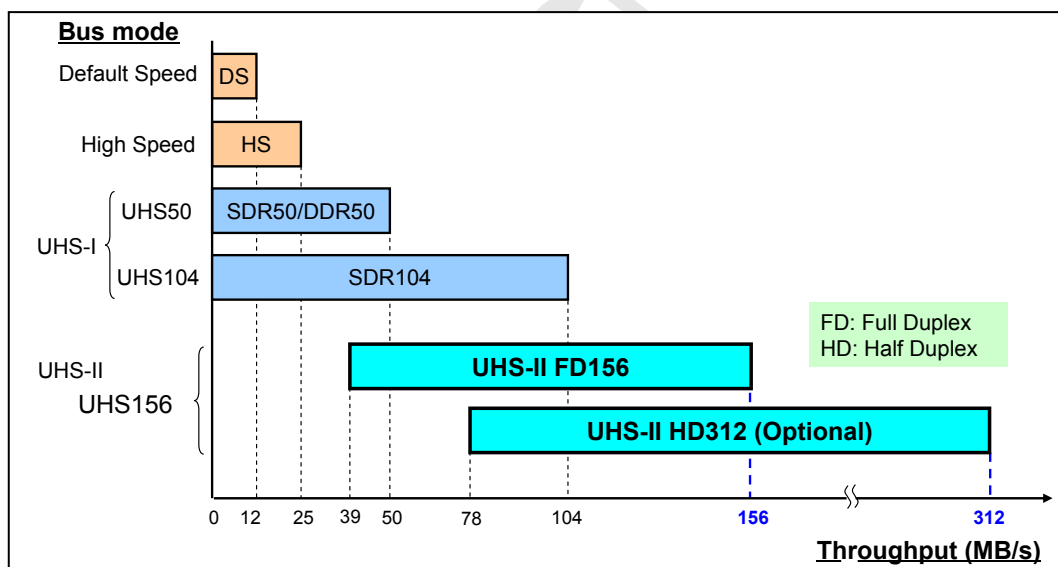 Bus mode
Default Speed
DS
High Speed
HS
UHS-I
UHS50
SDR50/DDR50
UHS104
SDR104
FD: Full Duplex
HD: Half Duplex
UHS-II
UHS156
UHS-II FD156
UHS-II HD312 (Optional)
0 12 25 39 50 78 104 156 312
Throughput (MB/s)